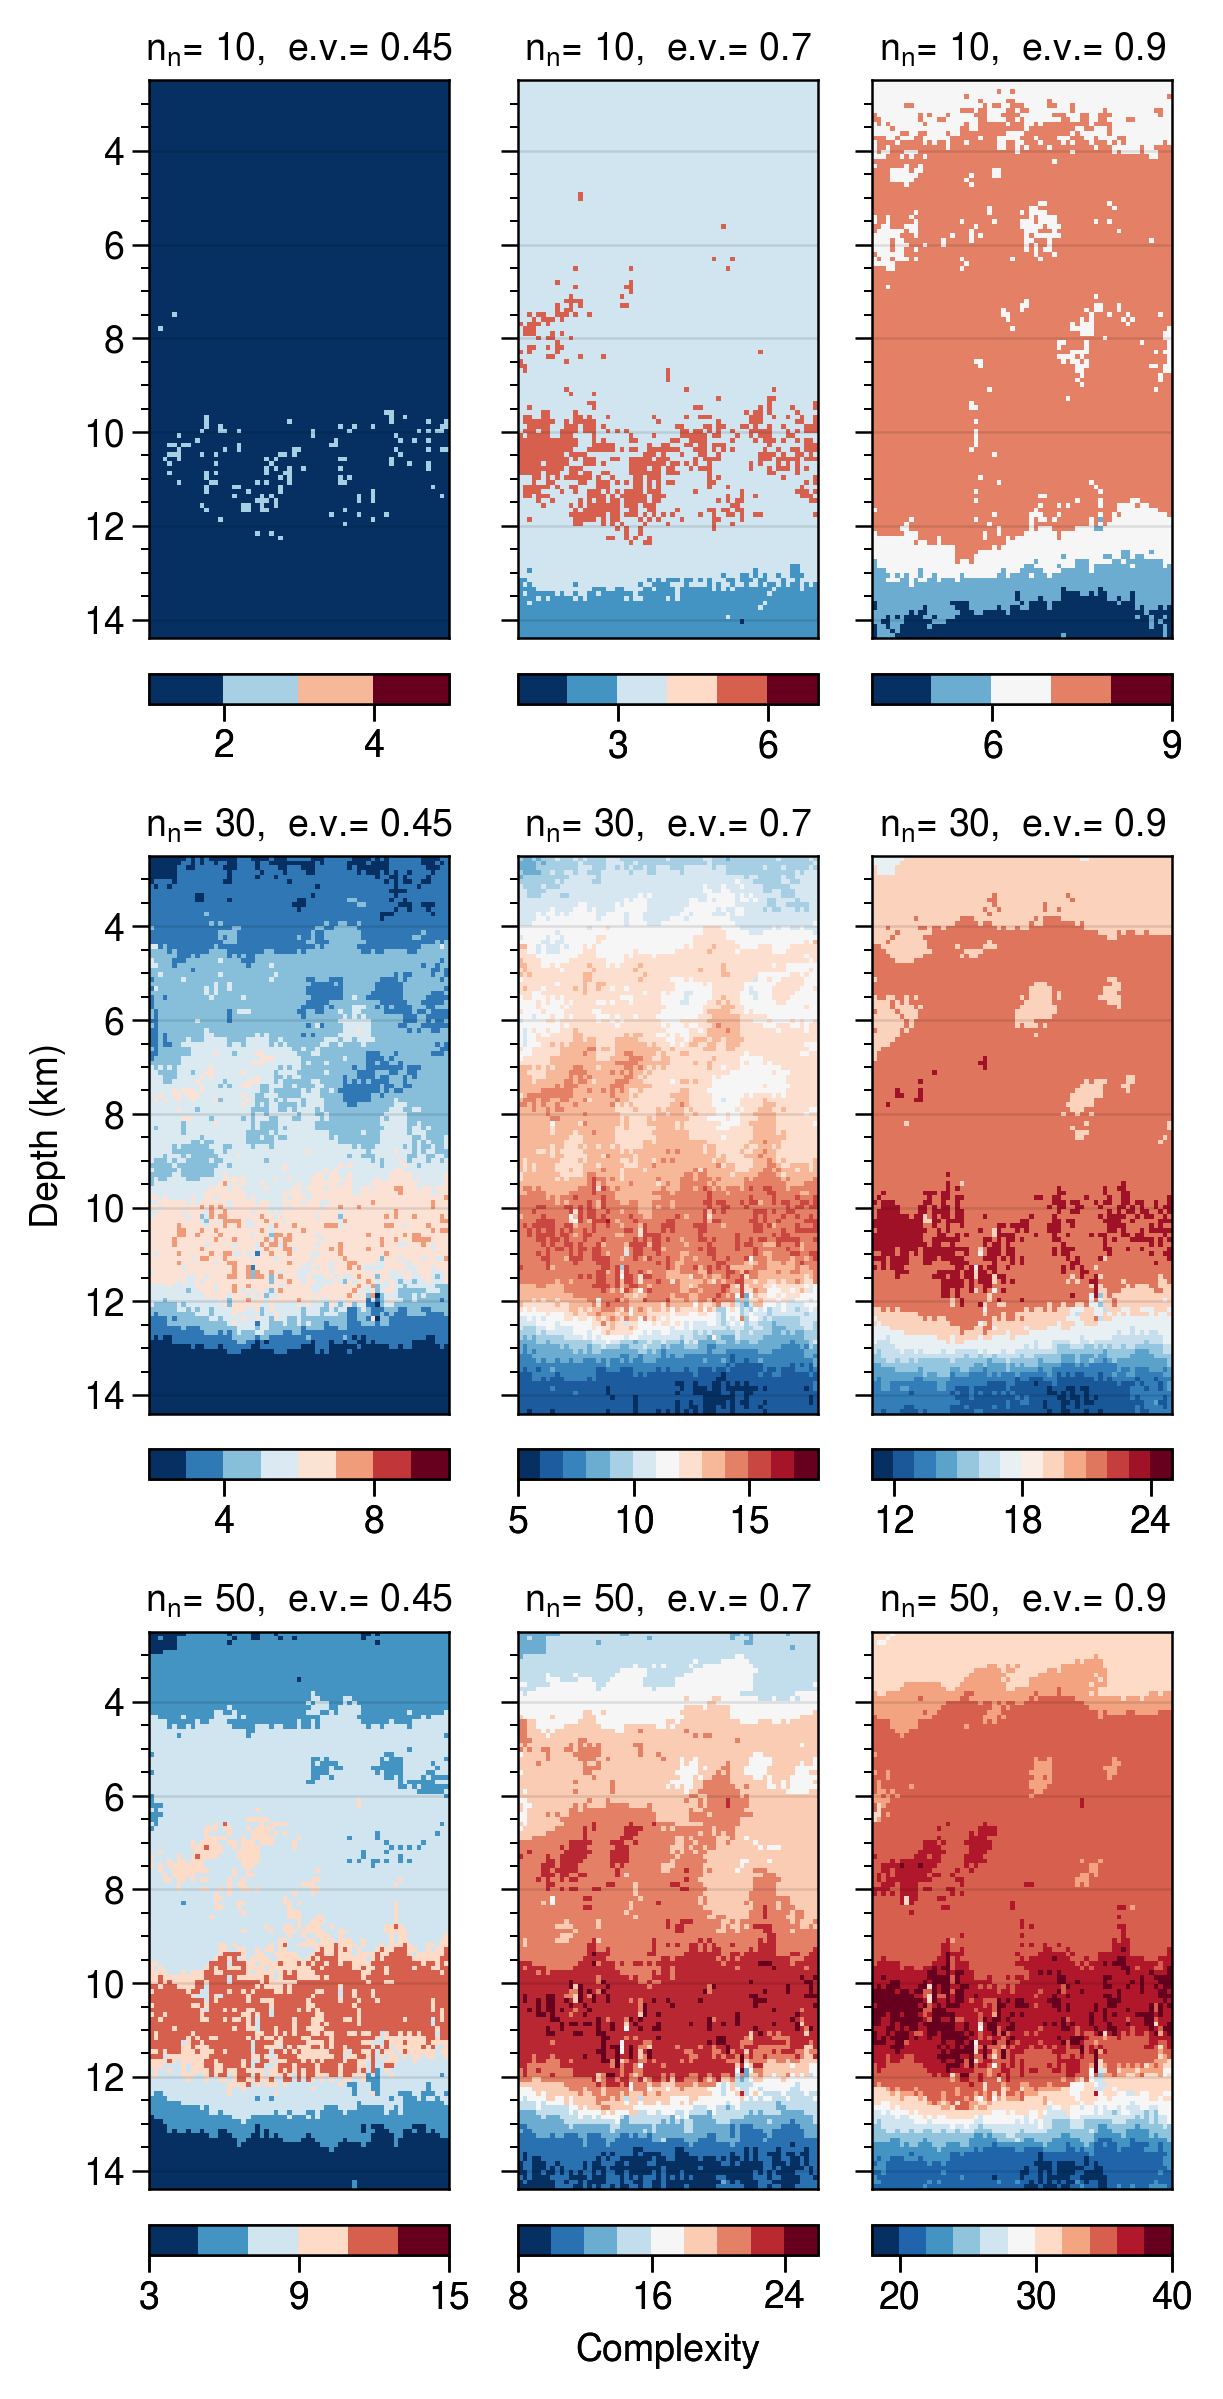 nn= 10, e.v.= 0.45
nn= 10, e.v.= 0.7
nn= 10, e.v.= 0.9
4
6
8
10
12
14
2 4
3 6
6 9
nn= 30, e.v.= 0.45
nn= 30, e.v.= 0.7
nn= 30, e.v.= 0.9
Depth (km)
4
6
8
10
12
14
4 8
5 10 15
12 18 24
nn= 50, e.v.= 0.45
nn= 50, e.v.= 0.7
nn= 50, e.v.= 0.9
4
6
8
10
12
14
3 9 15
8 16 24
20 30 40
Complexity